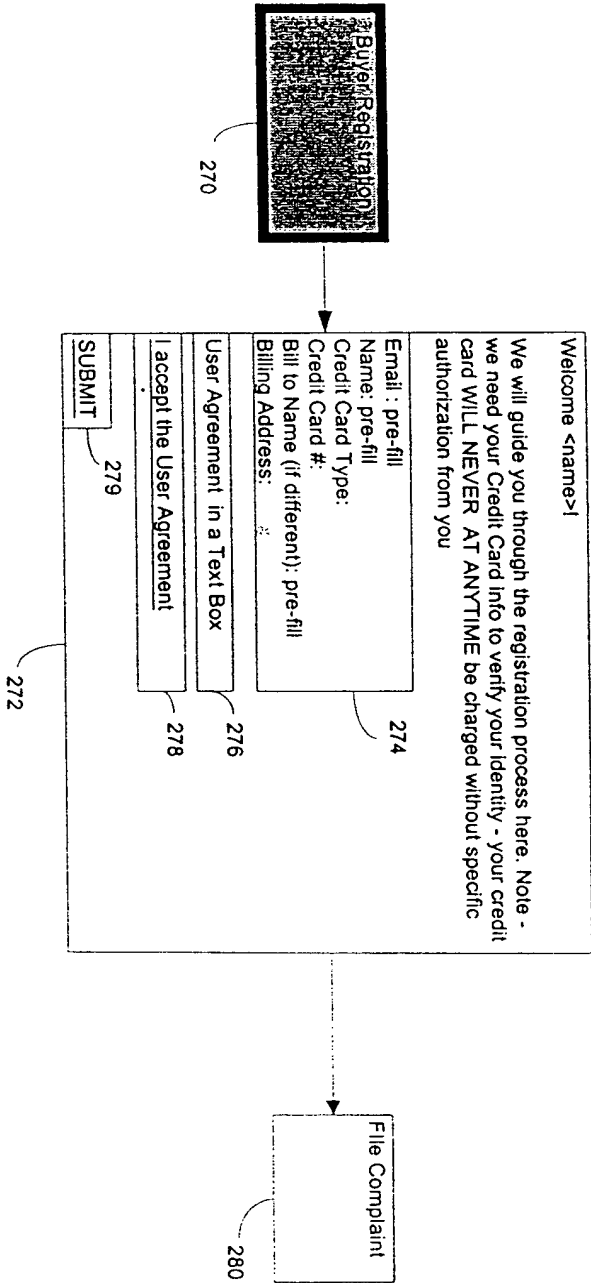 Buyer Registration
270
Welcome <name>!
We will guide you through the registration process here. Note -
we need your Credit Card info to verify your identity - your credit
card WILL NEVER AT ANYTIME be charged without specific
authorization from you
Email : pre-fill
Name: pre-fill
Credit Card Type:
Credit Card #:
Bill to Name (if different): pre-fill
Billing Address:
274
User Agreement in a Text Box
276
I accept the User Agreement
278
SUBMIT
279
272
File Complaint
280